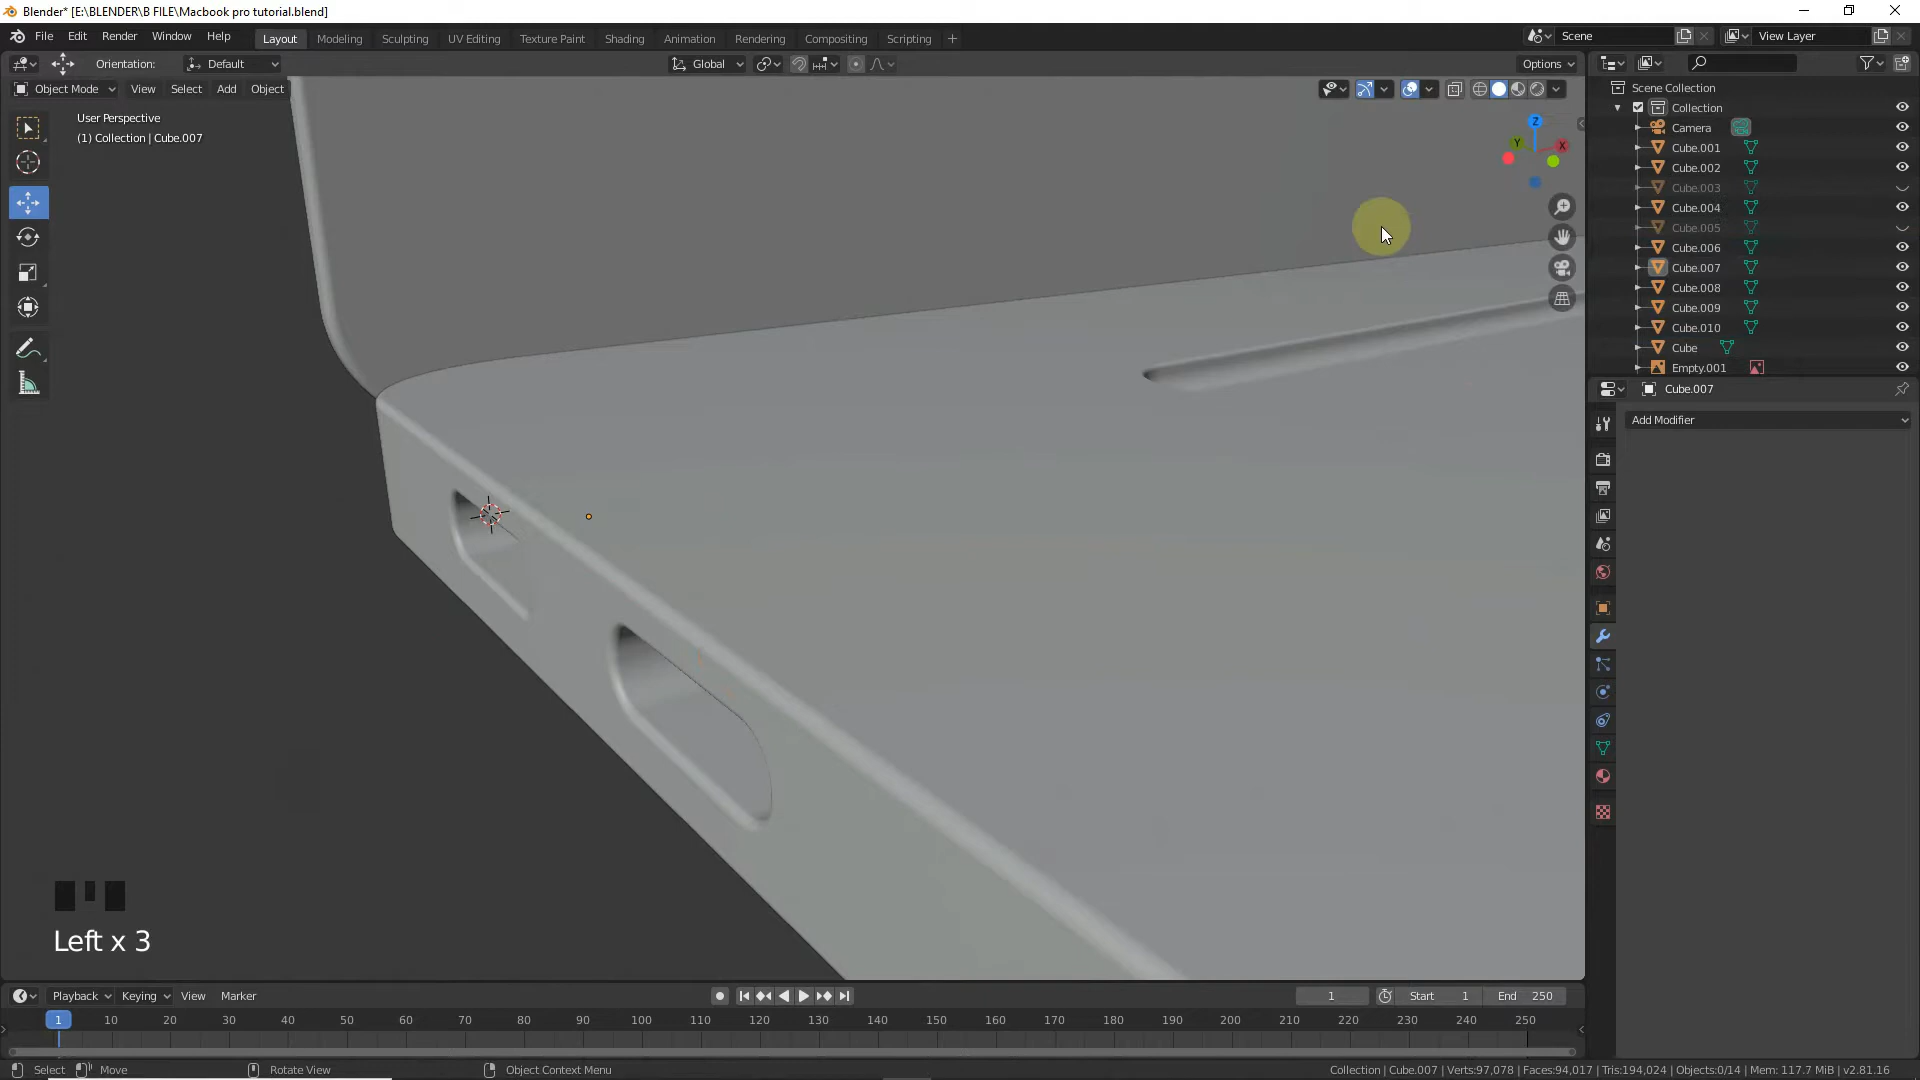 Blender* [E:\BLENDER\B FILE\Macbook pro tutorial.blend]
File Edit Render Window Help Layout Modeling Sculpting UV Editing Texture Paint Shading Animation Rendering Compositing Scripting + Scene View Layer
Orientation: Default Global Options
Object Mode View Select Add Object
User Perspective
(1) Collection | Cube.007
Z
Y
X
Scene Collection
Collection
Camera
Cube.001
Cube.002
Cube.003
Cube.004
Cube.005
Cube.006
Cube.007
Cube.008
Cube.009
Cube.010
Cube
Empty.001
Cube.007
Add Modifier
Left x 3
Playback Keying View Marker 1 Start 1 End 250
1 10 20 30 40 50 60 70 80 90 100 110 120 130 140 150 160 170 180 190 200 210 220 230 240 250
Select Move Rotate View Object Context Menu Collection | Cube.007 | Verts:97,078 | Faces:94,017 | Tris:194,024 | Objects:0/14 | Mem: 117.7 MiB | v2.81.16